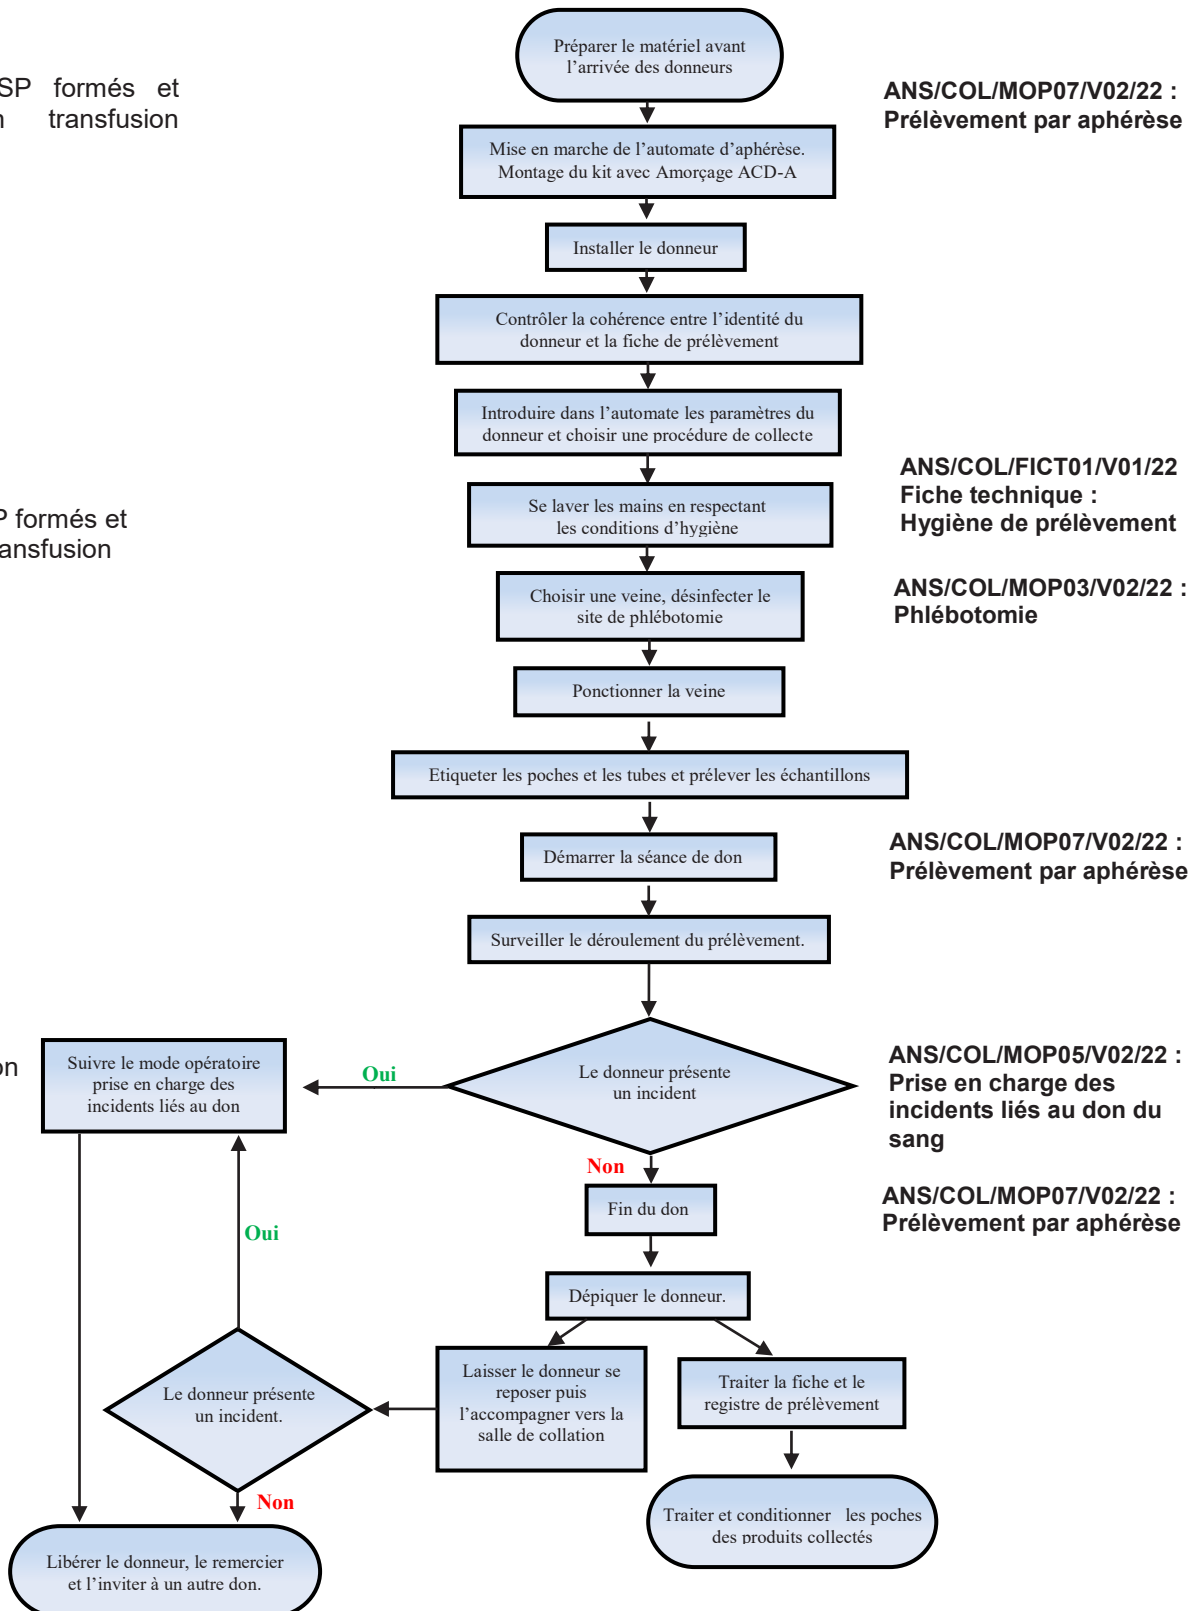 Préparer le matériel avant
l’arrivée des donneurs
SP formés et
transfusion
ANS/COL/MOP07/V02/22 :
Prélèvement par aphérèse
Mise en marche de l’automate d’aphérèse.
Montage du kit avec Amorçage ACD-A
Installer le donneur
Contrôler la cohérence entre l’identité du
donneur et la fiche de prélèvement
Introduire dans l’automate les paramètres du
donneur et choisir une procédure de collecte
ANS/COL/FICT01/V01/22
Fiche technique :
Hygiène de prélèvement
Se laver les mains en respectant
les conditions d’hygiène
P formés et
ransfusion
Choisir une veine, désinfecter le
site de phlébotomie
ANS/COL/MOP03/V02/22 :
Phlébotomie
Ponctionner la veine
Etiqueter les poches et les tubes et prélever les échantillons
Démarrer la séance de don
ANS/COL/MOP07/V02/22 :
Prélèvement par aphérèse
Surveiller le déroulement du prélèvement.
on
Suivre le mode opératoire
prise en charge des
incidents liés au don
Oui
Le donneur présente
un incident
ANS/COL/MOP05/V02/22 :
Prise en charge des
incidents liés au don du
sang
Non
Fin du don
ANS/COL/MOP07/V02/22 :
Prélèvement par aphérèse
Oui
Dépiquer le donneur.
Le donneur présente
un incident.
Laisser le donneur se
reposer puis
l’accompagner vers la
salle de collation
Traiter la fiche et le
registre de prélèvement
Non
Traiter et conditionner les poches
des produits collectés
Libérer le donneur, le remercier
et l’inviter à un autre don.